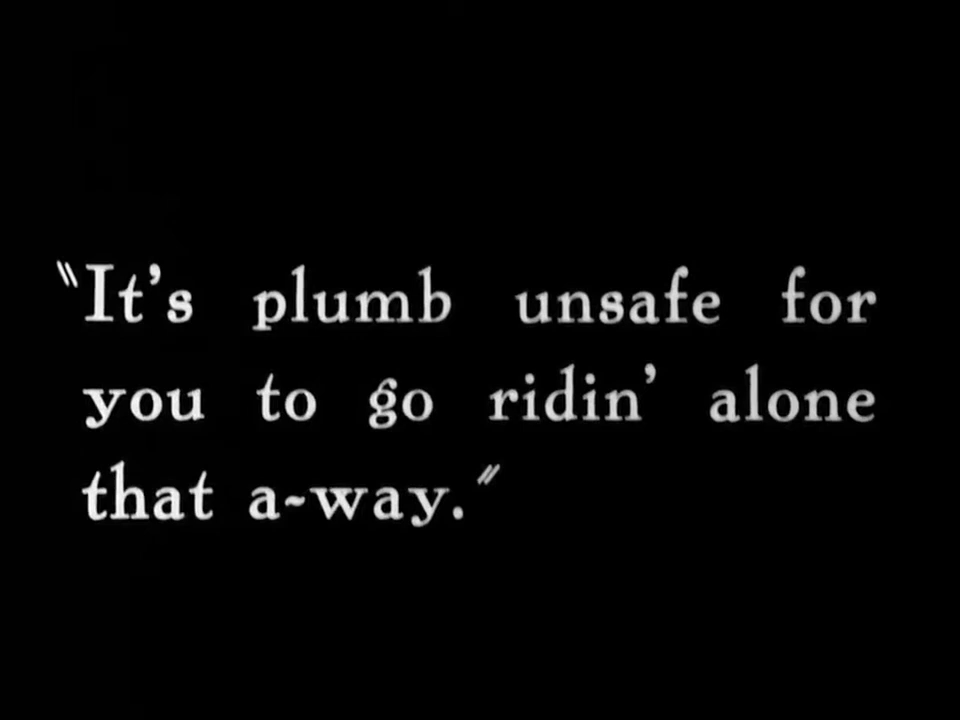 "It's plumb unsafe for
you to go ridin' alone
that a-way."